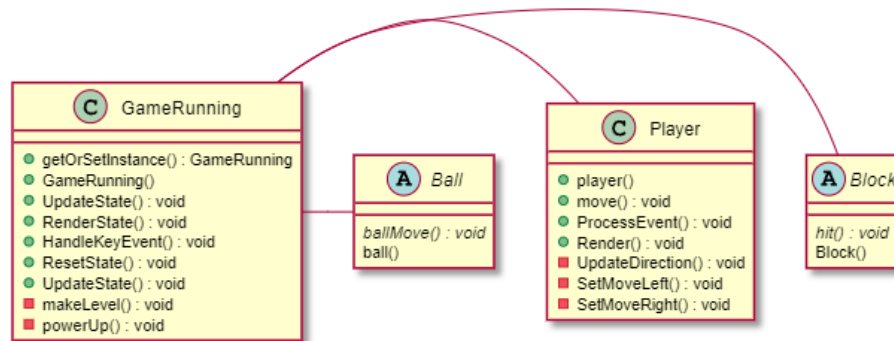 C GameRunning
getOrSetInstance() : GameRunning
GameRunning()
UpdateState() : void
RenderState() : void
HandleKeyEvent() : void
ResetState() : void
UpdateState() : void
makeLevel() : void
powerUp() : void
A Ball
ballMove() : void
ball()
C Player
player()
move() : void
ProcessEvent() : void
Render() : void
UpdateDirection() : void
SetMoveLeft() : void
SetMoveRight() : void
A Block
hit() : void
Block()